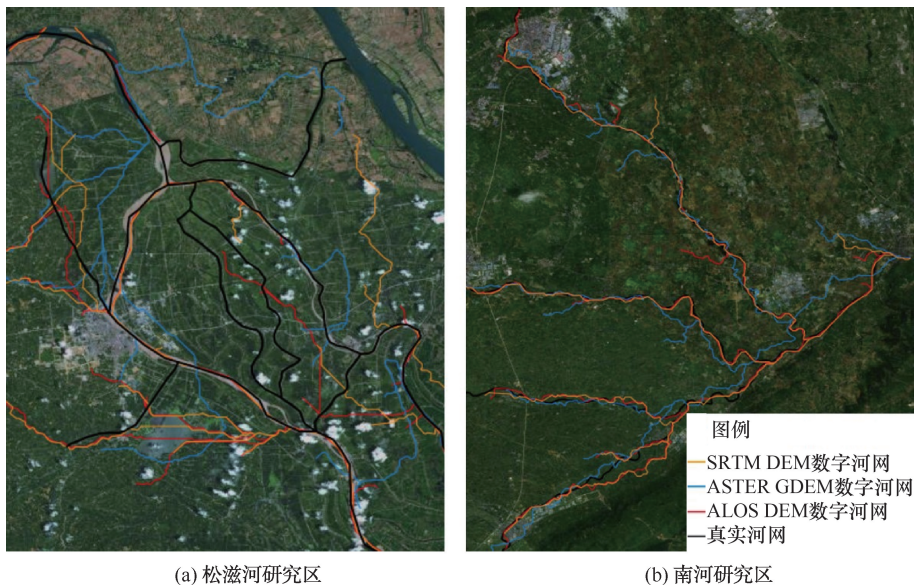 图例
SRTM DEM数字河网
ASTER GDEM数字河网
ALOS DEM数字河网
真实河网
(a) 松滋河研究区
(b) 南河研究区